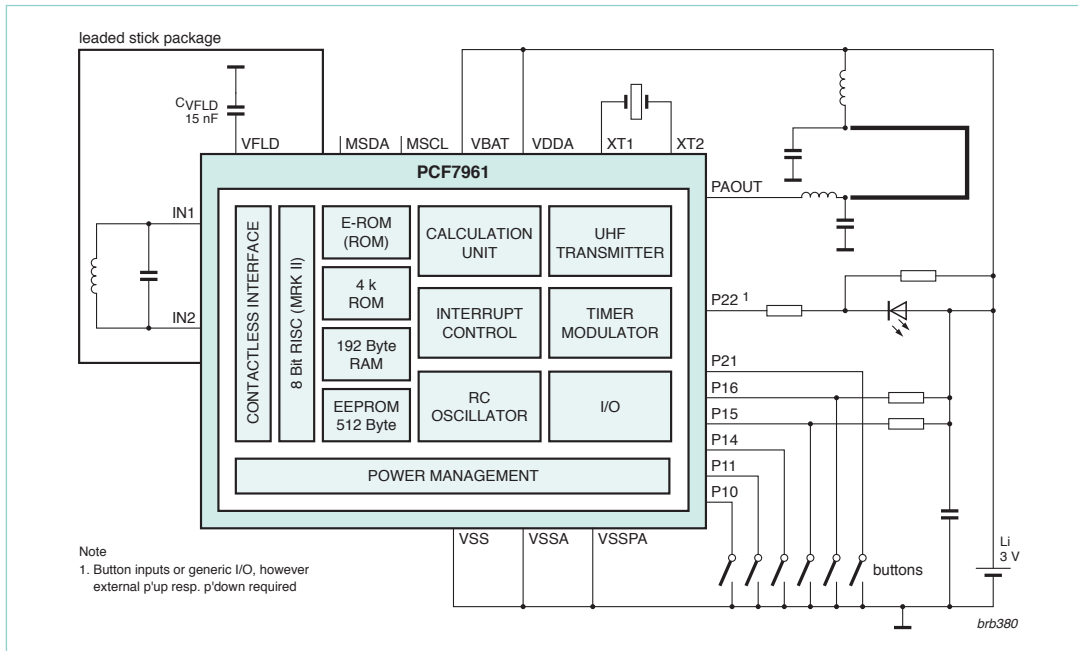 leaded stick package
CVFLD
15 nF
VFLD
MSDA
MSCL
VBAT
VDDA
XT1
XT2
PCF7961
IN1
IN2
PAOUT
P22 1
P21
P16
P15
P14
P11
P10
CONTACTLESS INTERFACE
8 Bit RISC (MRK II)
E-ROM
(ROM)
4 k
ROM
192 Byte
RAM
EEPROM
512 Byte
CALCULATION
UNIT
INTERRUPT
CONTROL
RC
OSCILLATOR
UHF
TRANSMITTER
TIMER
MODULATOR
I/O
POWER MANAGEMENT
VSS
VSSA
VSSPA
buttons
Li
3 V
Note
1. Button inputs or generic I/O, however
external p'up resp. p'down required
brb380